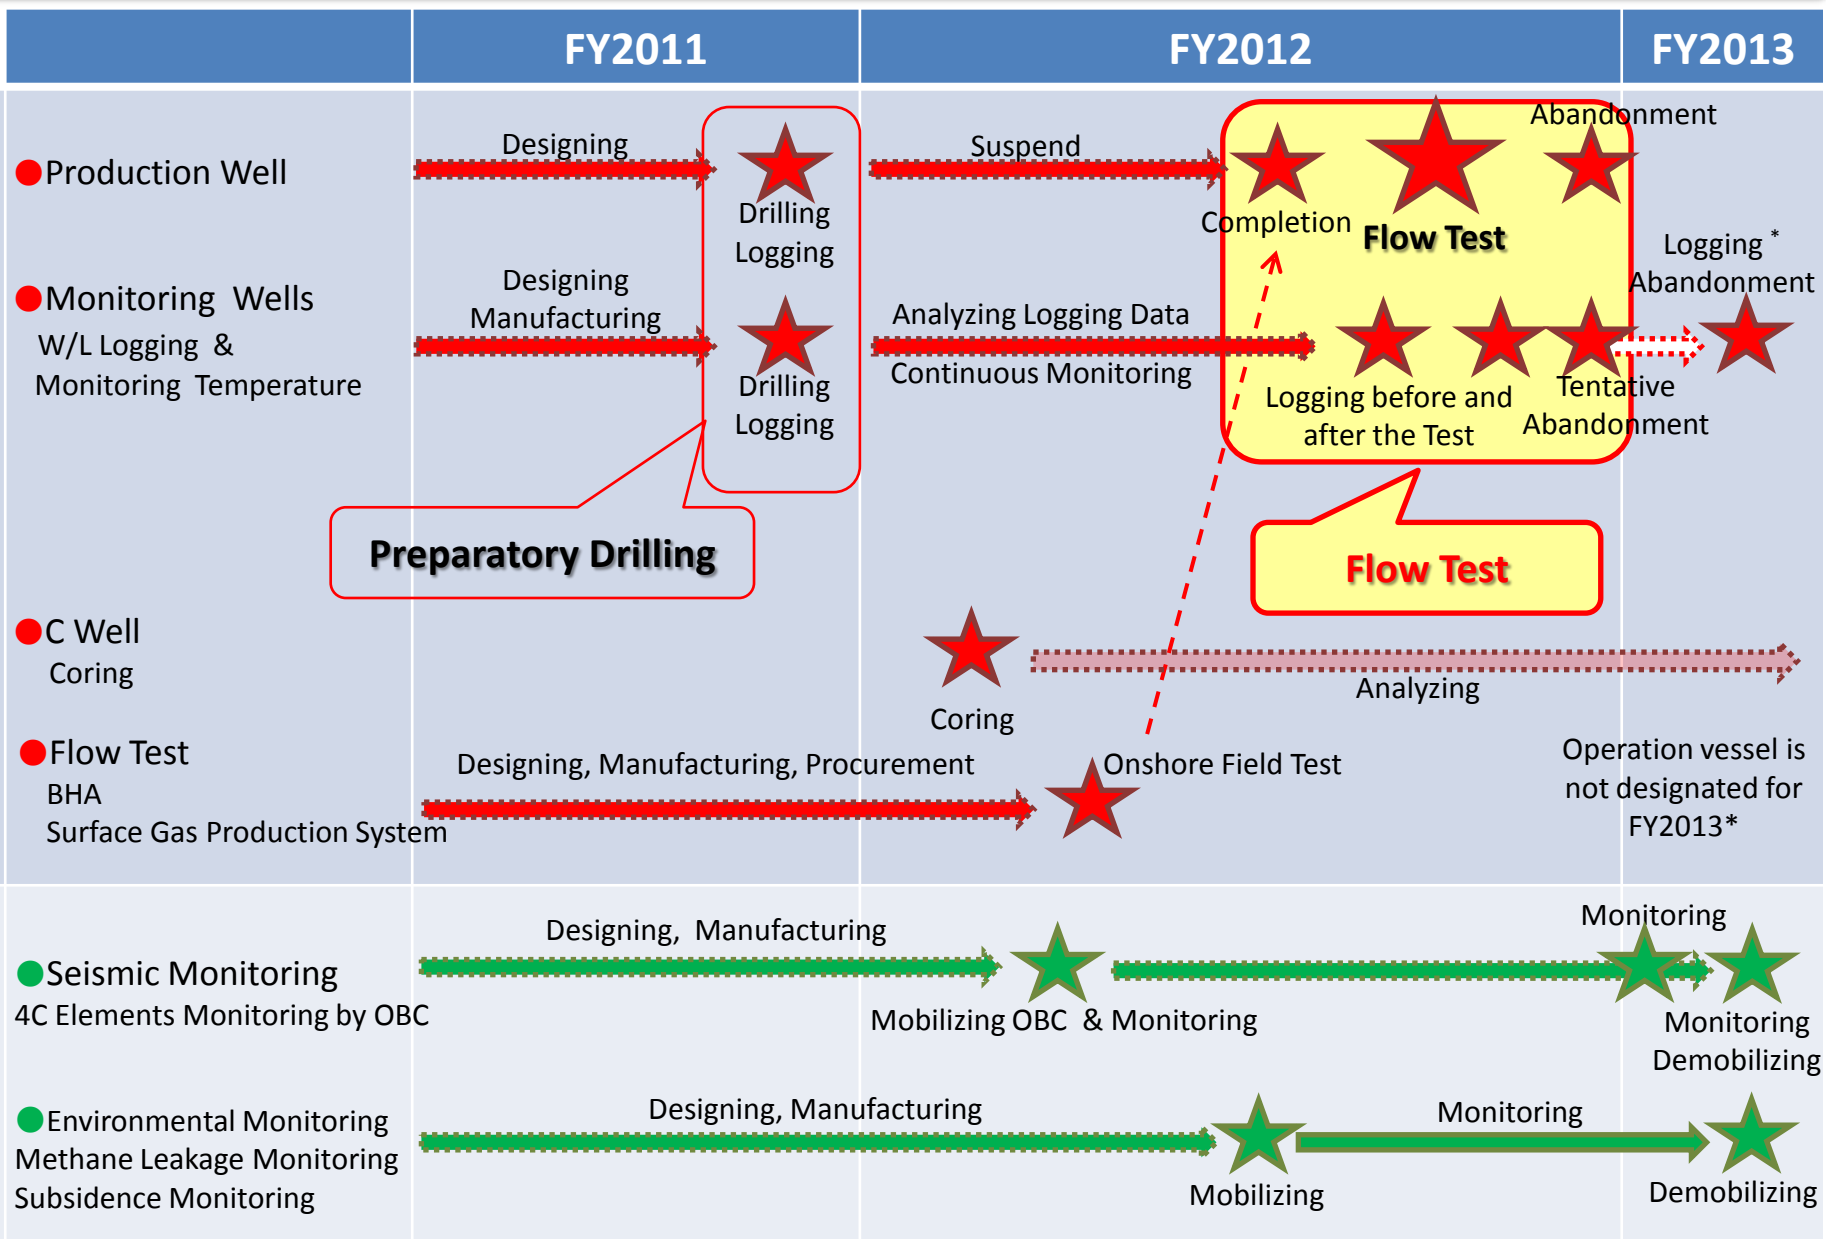 FY2011
FY2012
FY2013
Production Well
Designing
Drilling
Logging
Suspend
Completion
Flow Test
Abandonment
Monitoring Wells
W/L Logging &
Monitoring Temperature
Designing
Manufacturing
Drilling
Logging
Analyzing Logging Data
Continuous Monitoring
Logging before and
after the Test
Tentative
Abandonment
Logging *
Abandonment
Preparatory Drilling
Flow Test
C Well
Coring
Coring
Analyzing
Flow Test
BHA
Surface Gas Production System
Designing, Manufacturing, Procurement
Onshore Field Test
Operation vessel is
not designated for
FY2013*
Seismic Monitoring
4C Elements Monitoring by OBC
Designing, Manufacturing
Mobilizing OBC & Monitoring
Monitoring
Monitoring
Demobilizing
Environmental Monitoring
Methane Leakage Monitoring
Subsidence Monitoring
Designing, Manufacturing
Mobilizing
Monitoring
Demobilizing